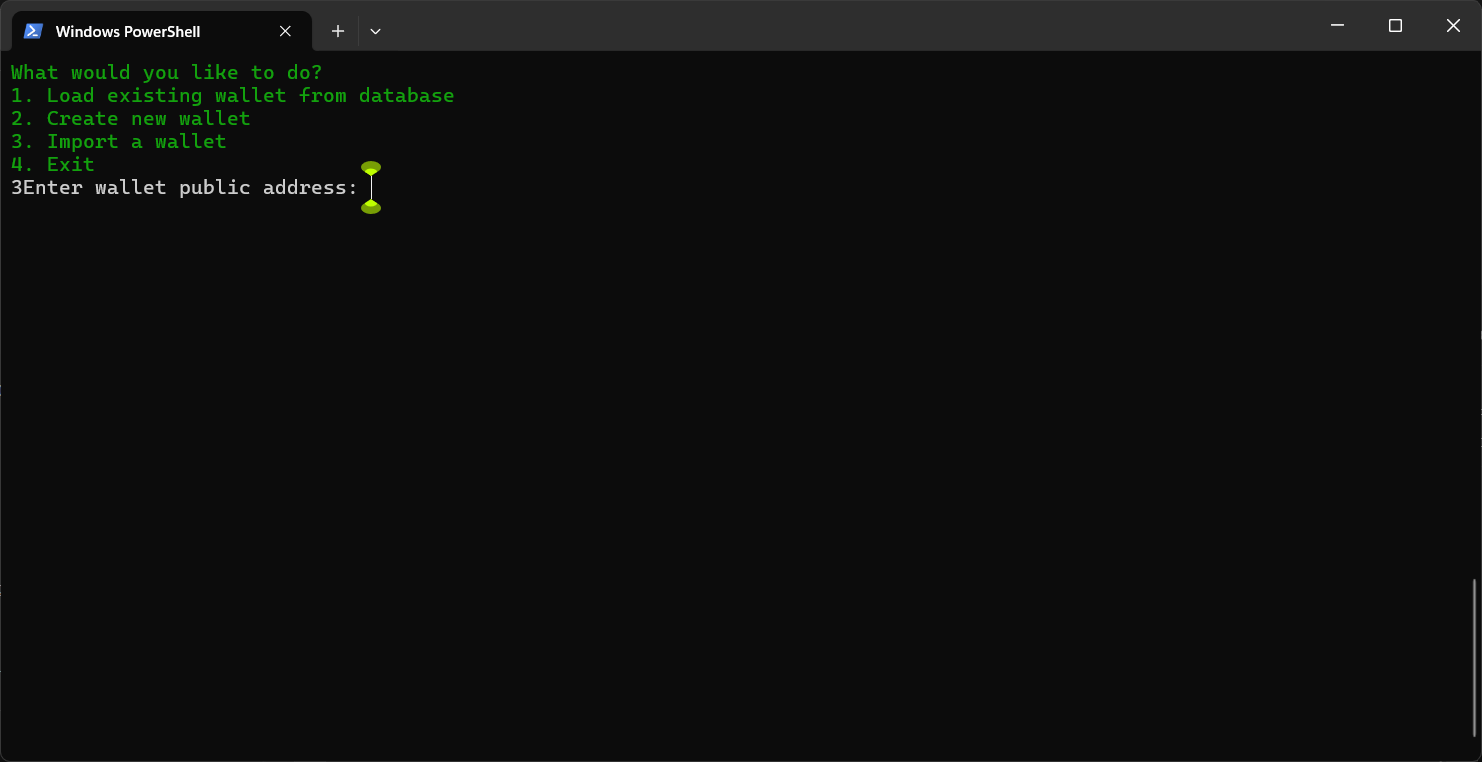 Windows PowerShell
What would you like to do?
1. Load existing wallet from database
2. Create new wallet
3. Import a wallet
4. Exit
3Enter wallet public address: